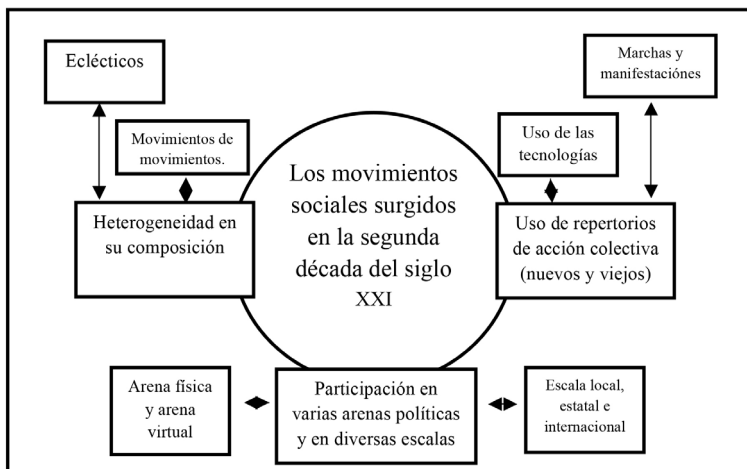 Eclécticos
Marchas y
manifestaciónes
Movimientos de
movimientos.
Uso de las
tecnologías
Los movimientos
sociales surgidos
en la segunda
década del siglo
XXI
Heterogeneidad en
su composición
Uso de repertorios
de acción colectiva
(nuevos y viejos)
Arena física
y arena
virtual
Participación en
varias arenas políticas
y en diversas escalas
Escala local,
estatal e
internacional